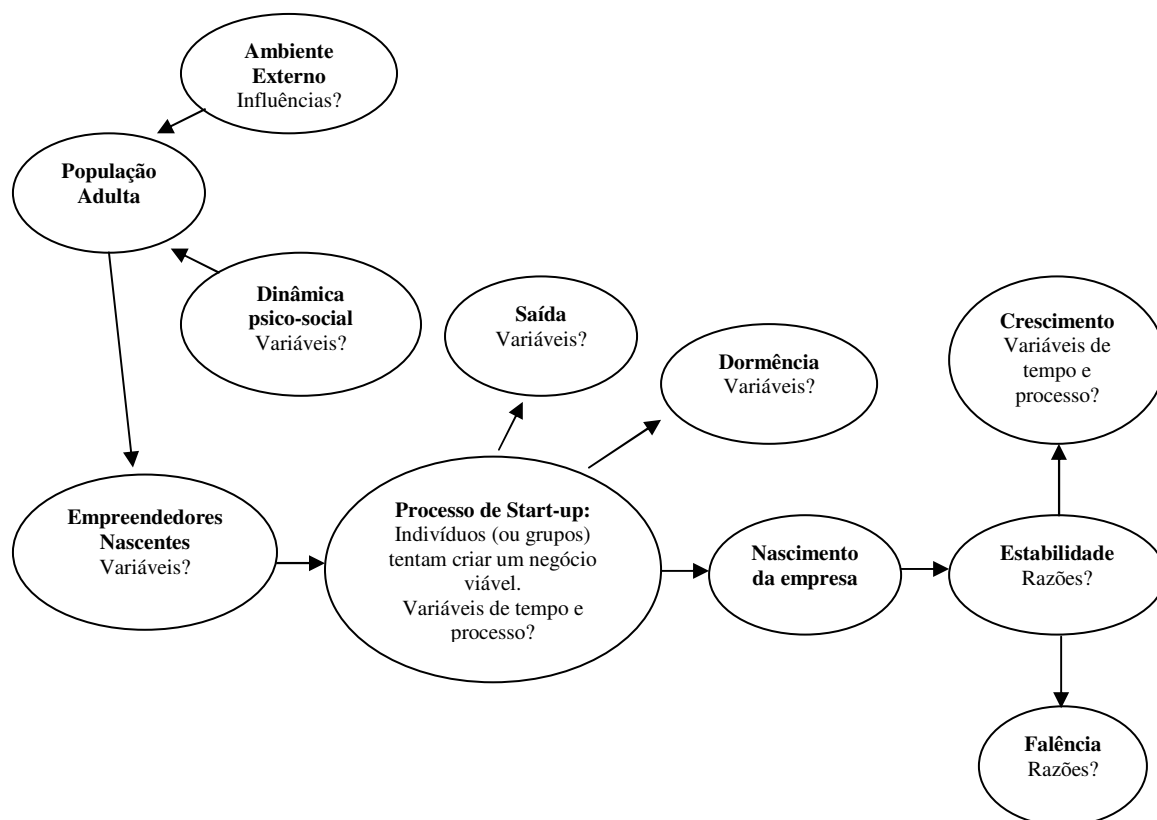 Ambiente
Externo
Influências?
População
Adulta
Dinâmica
psico-social
Variáveis?
Saída
Variáveis?
Dormência
Variáveis?
Crescimento
Variáveis de
tempo e
processo?
Empreendedores
Nascentes
Variáveis?
Processo de Start-up:
Indivíduos (ou grupos)
tentam criar um negócio
viável.
Variáveis de tempo e
processo?
Nascimento
da empresa
Estabilidade
Razões?
Falência
Razões?